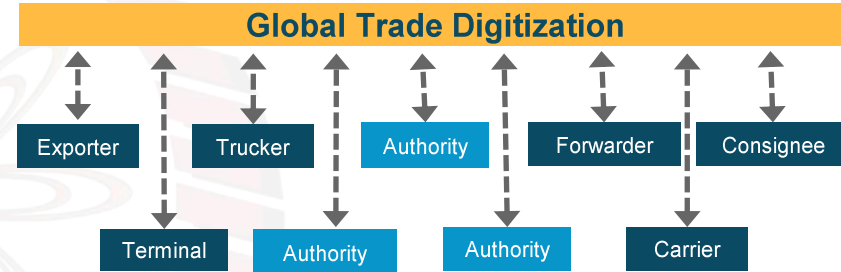 Global Trade Digitization
Exporter
Trucker
Authority
Forwarder
Consignee
Terminal
Authority
Authority
Carrier